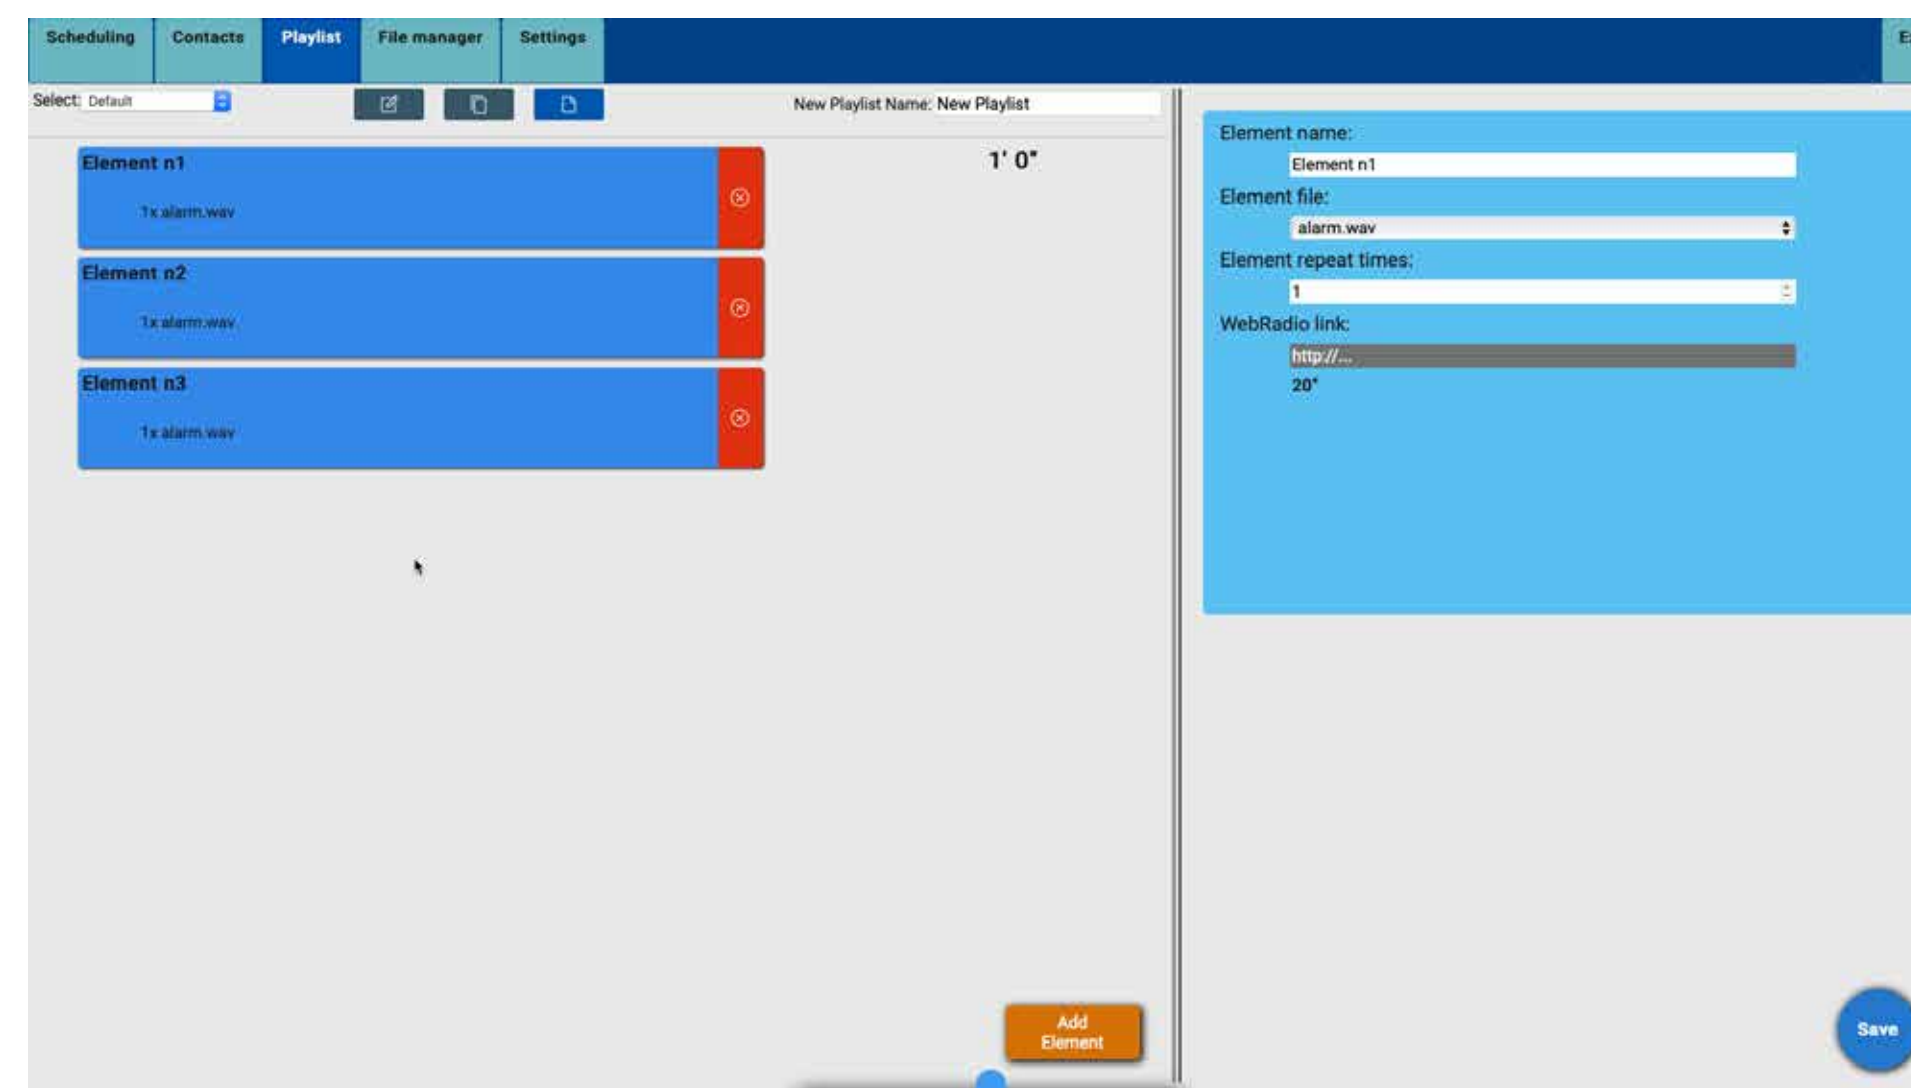 Scheduling Contacts Playlist File manager Settings
Select: Default
New Playlist Name: New Playlist
Element n1
1x alarm.wav
Element n2
1x alarm.wav
Element n3
1x alarm.wav
1' 0"
Add
Element
Element name:
Element n1
Element file:
alarm.wav
Element repeat times:
1
WebRadio link:
http://...
20"
Save